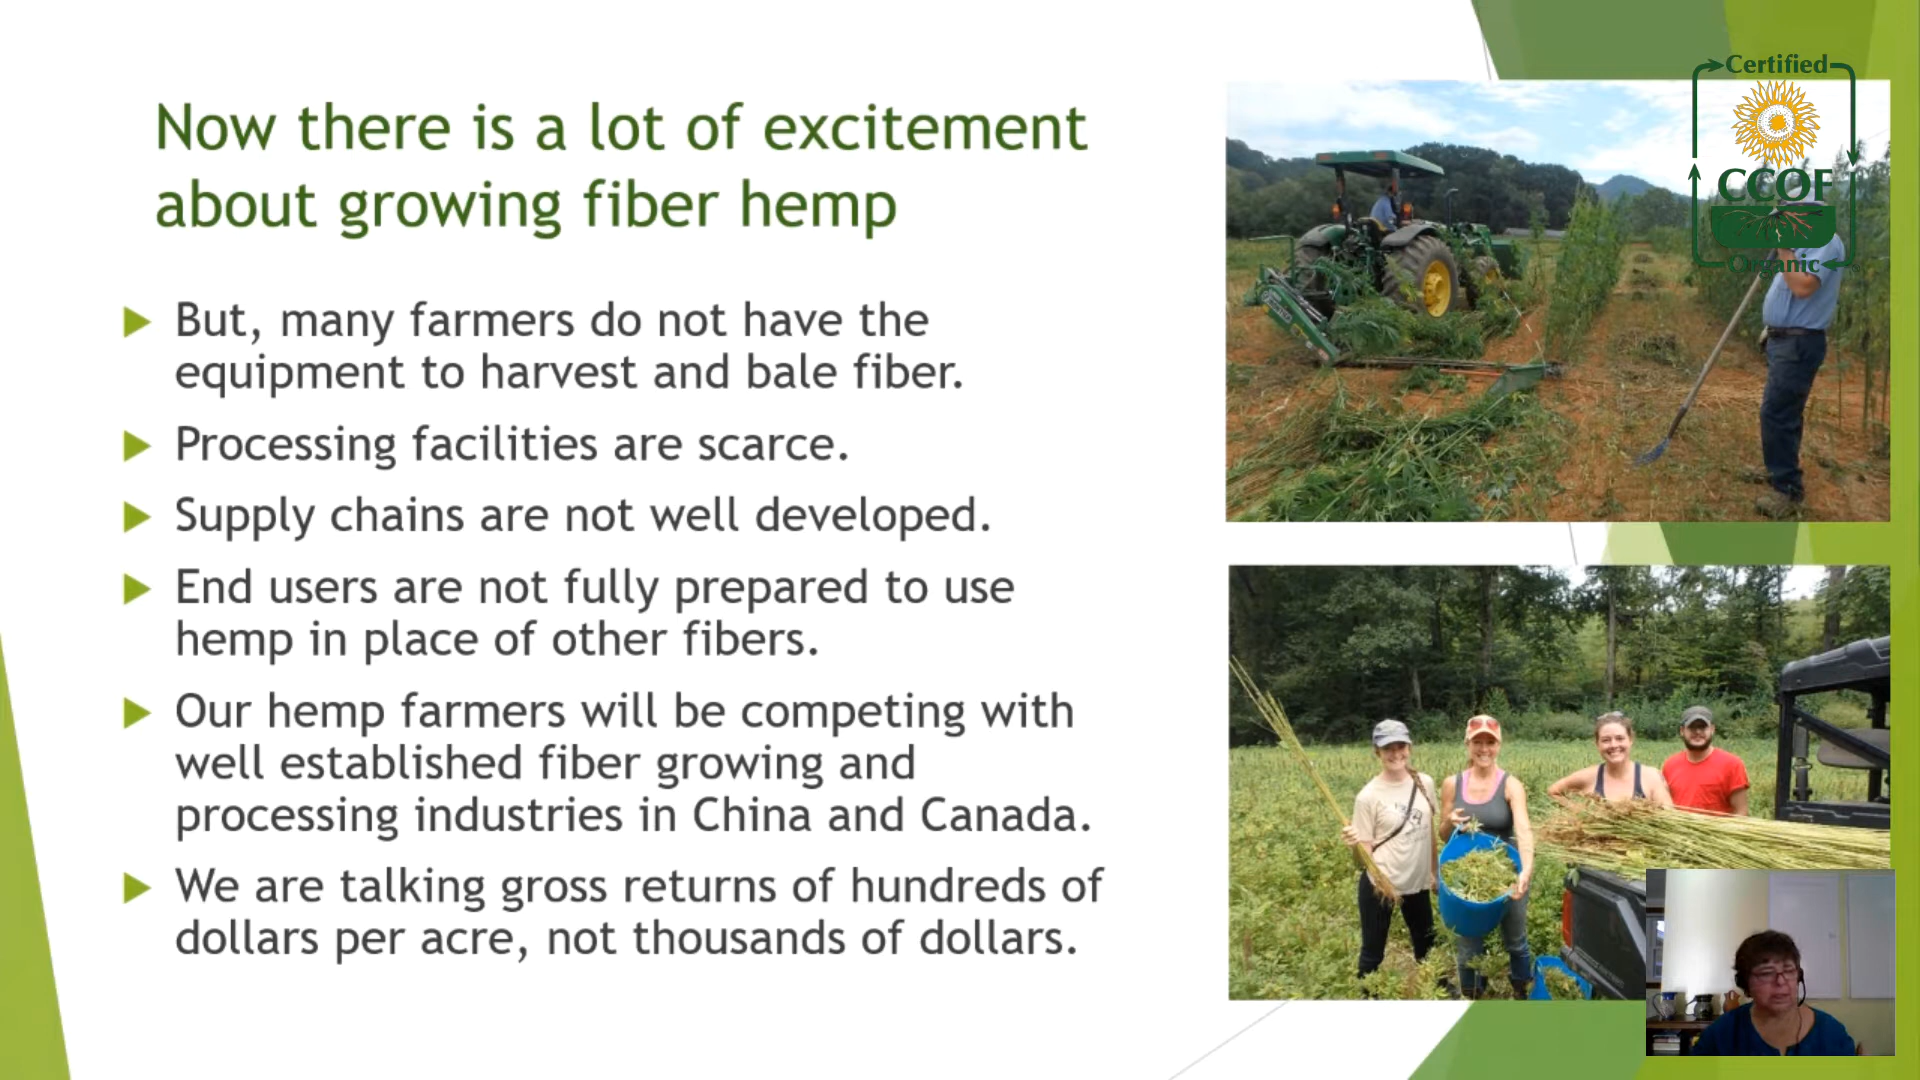 Now there is a lot of excitement
about growing fiber hemp
But, many farmers do not have the
equipment to harvest and bale fiber.
Processing facilities are scarce.
Supply chains are not well developed.
End users are not fully prepared to use
hemp in place of other fibers.
Our hemp farmers will be competing with
well established fiber growing and
processing industries in China and Canada.
We are talking gross returns of hundreds of
dollars per acre, not thousands of dollars.
Certified
CCOF
Organic